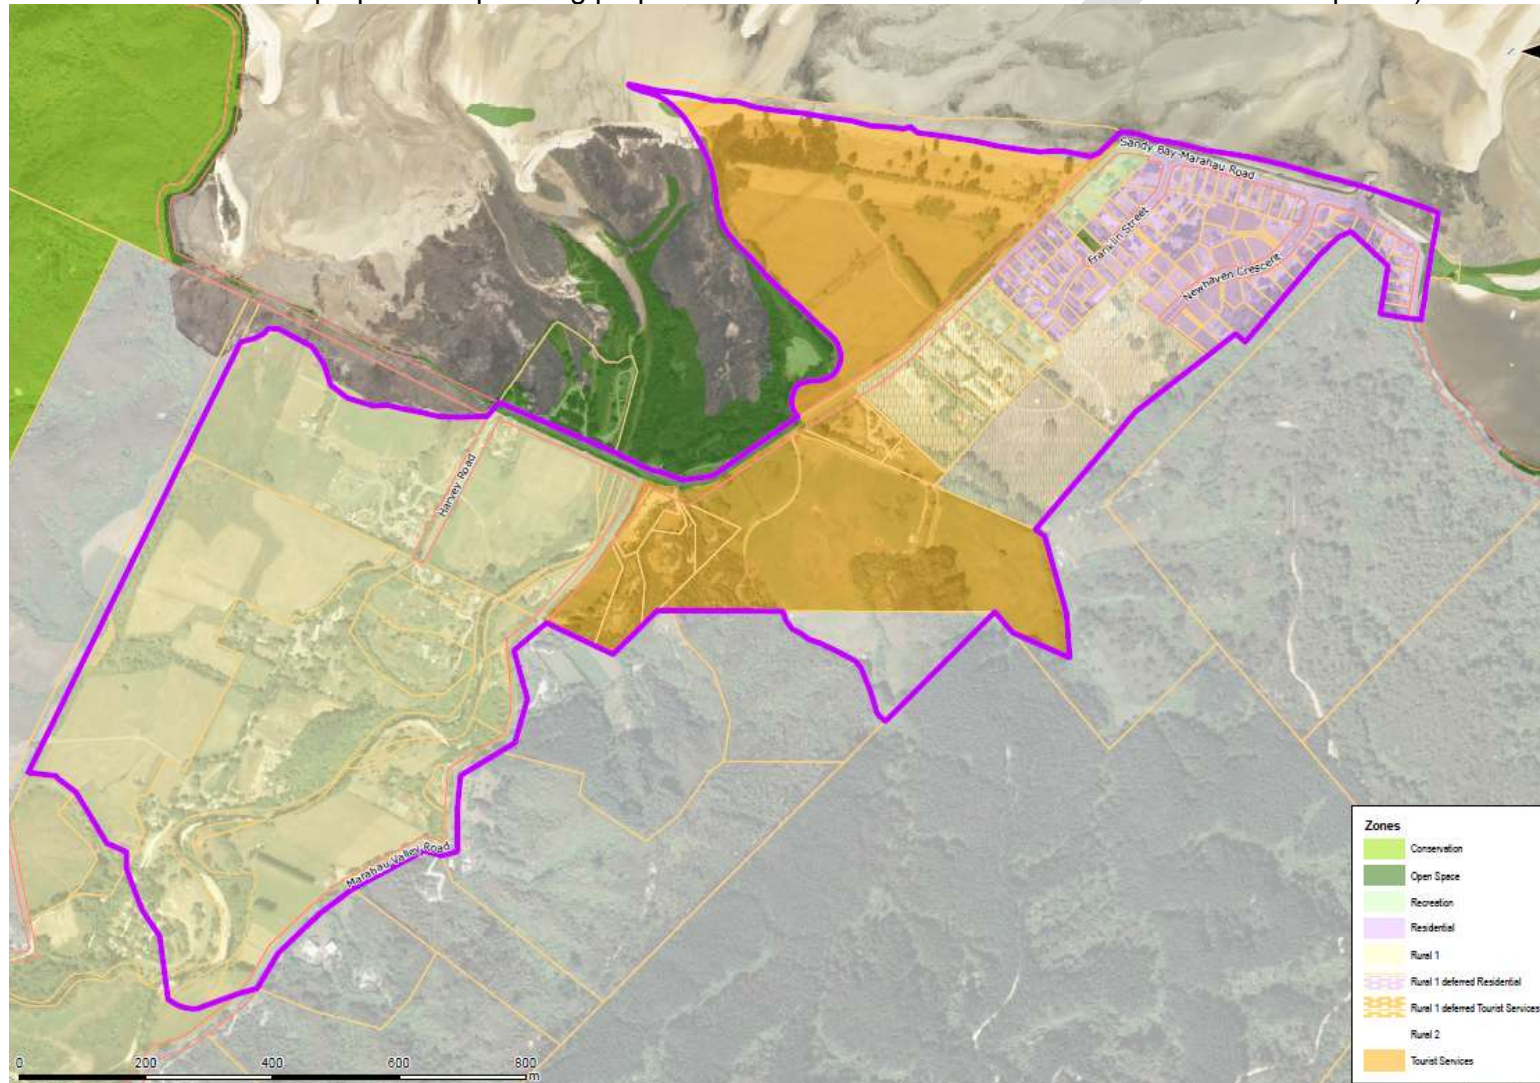 Sandy Bay-Marahau Road
Franklin Street
Newhaven Crescent
Harvey Road
Marahau Valley Road
0 200 400 600 800
m
Zones
Conservation
Open Space
Recreation
Residential
Rural 1
Rural 1 deferred Residential
Rural 1 deferred Tourist Services
Rural 2
Tourist Services